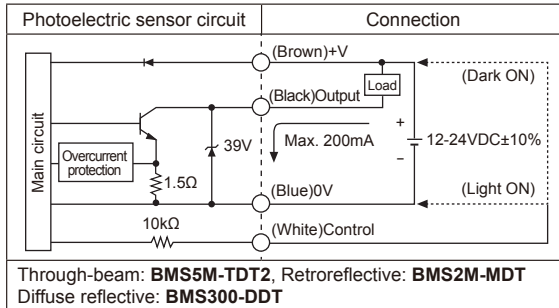 Photoelectric sensor circuit
Connection
(Brown)+V
(Dark ON)
Load
(Black)Output
Main circuit
Max. 200mA
+
12-24VDC±10%
−
39V
Overcurrent
protection
1.5Ω
(Light ON)
(Blue)0V
10kΩ
(White)Control
Through-beam: BMS5M-TDT2, Retroreflective: BMS2M-MDT
Diffuse reflective: BMS300-DDT